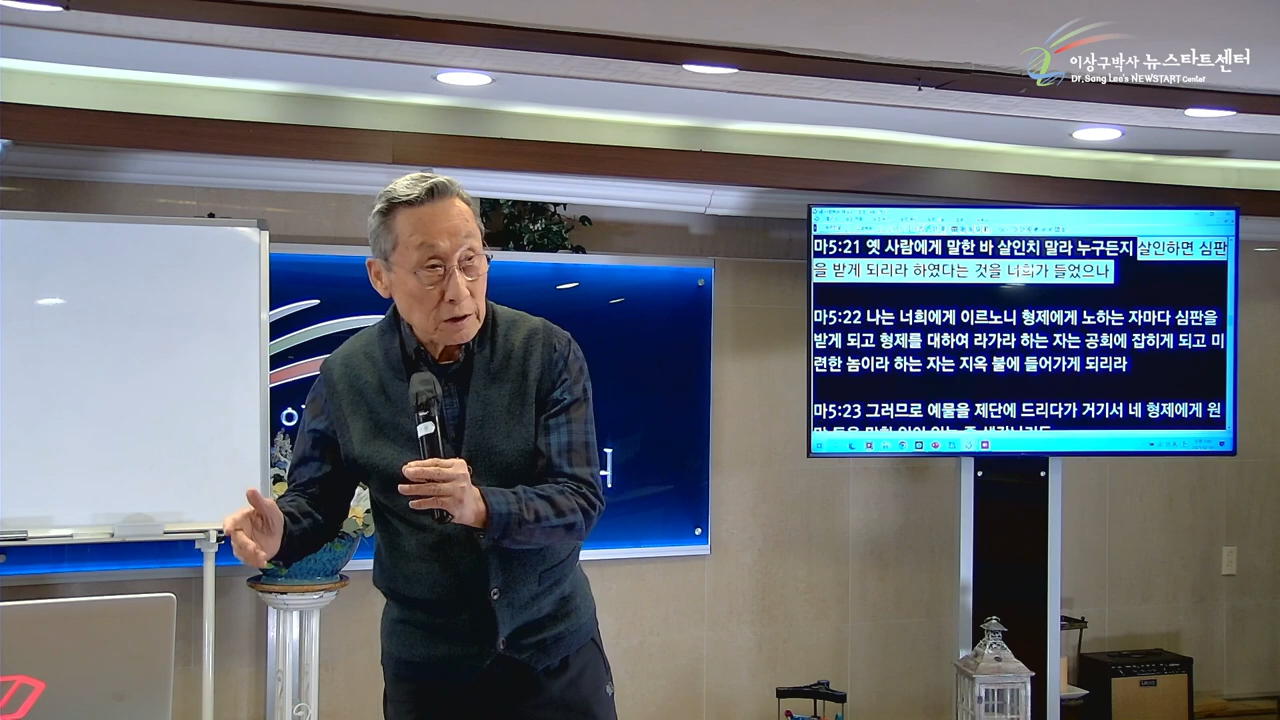 이상구박사 뉴스타트센터
Dr. Sang Lee's NEWSTART Center
마5:21 옛 사람에게 말한 바 살인치 말라 누구든지 살인하면 심판
을 받게 되리라 하였다는 것을 너희가 들었으나
마5:22 나는 너희에게 이르노니 형제에게 노하는 자마다 심판을
받게 되고 형제를 대하여 라가라 하는 자는 공회에 잡히게 되고 미
련한 놈이라 하는 자는 지옥 불에 들어가게 되리라
마5:23 그러므로 예물을 제단에 드리다가 거기서 네 형제에게 원